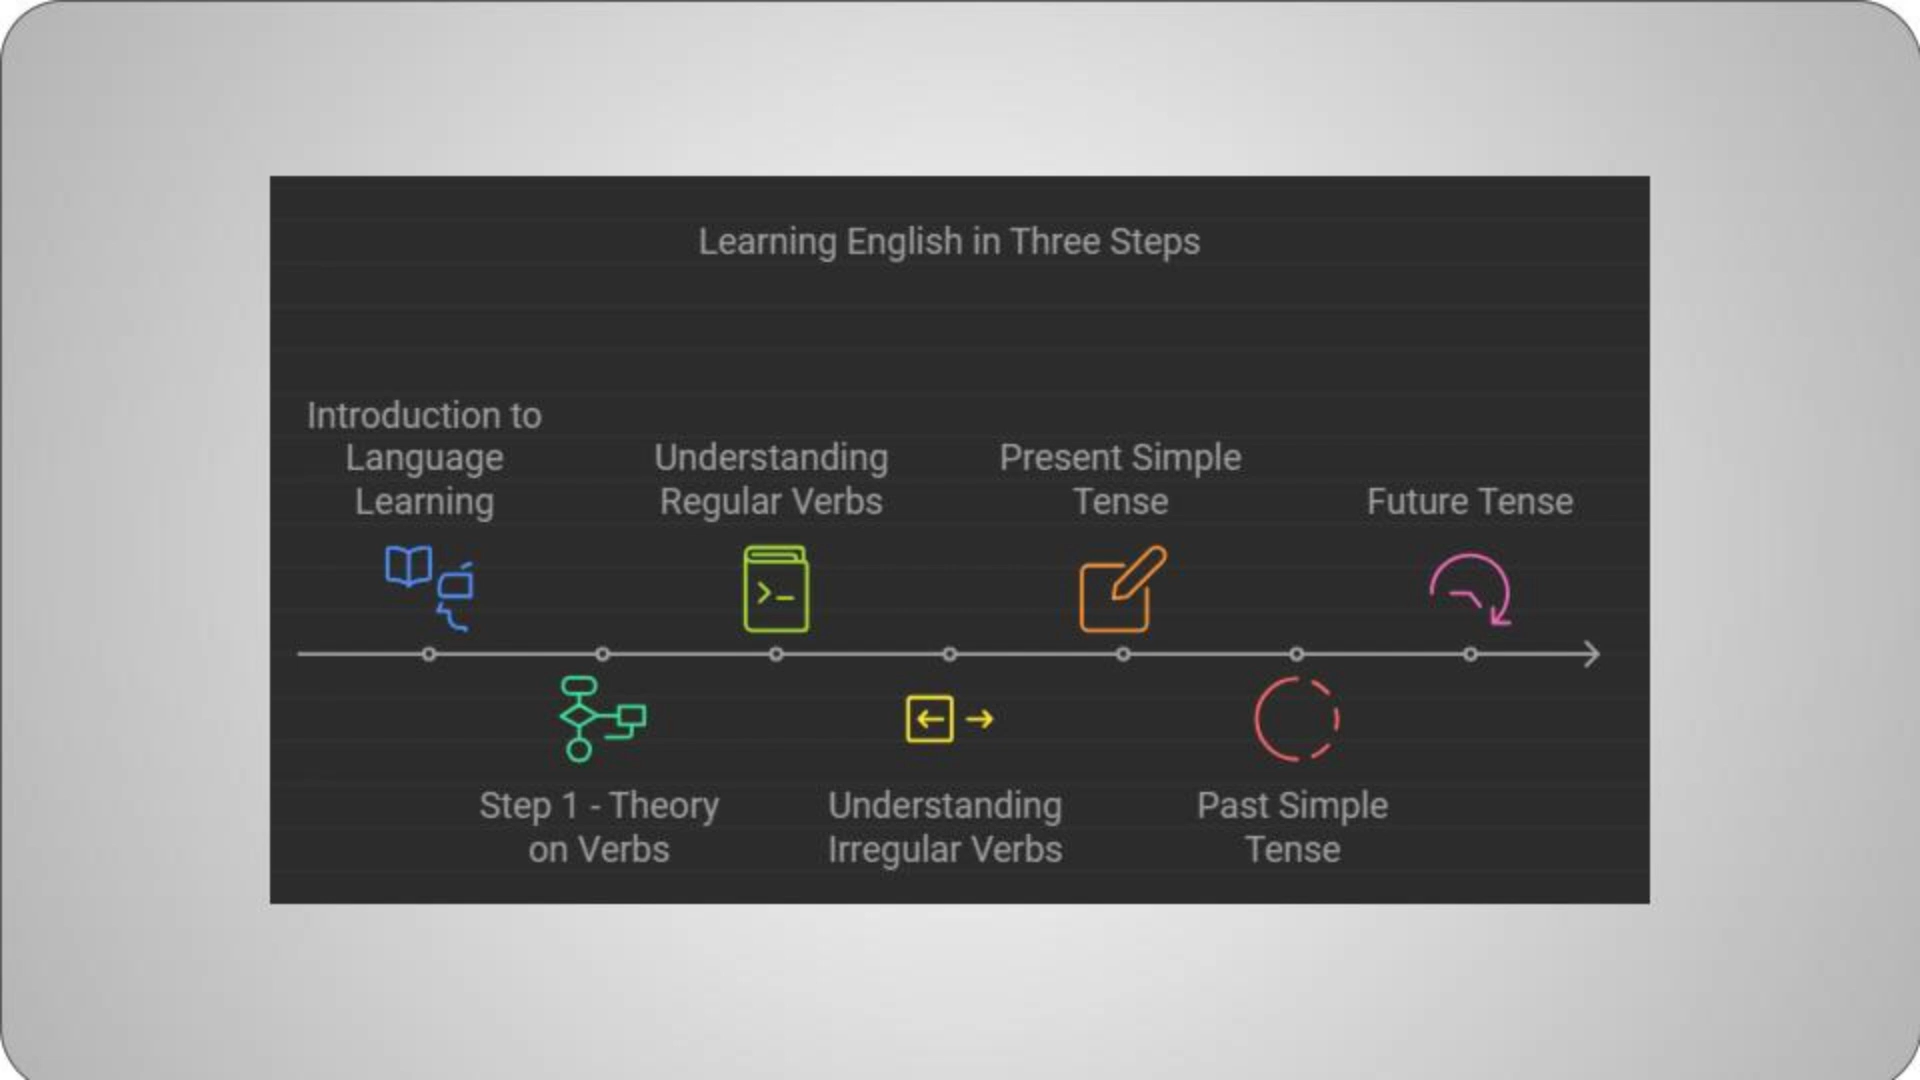 Learning English in Three Steps
Introduction to
Language
Learning
Step 1 - Theory
on Verbs
Understanding
Regular Verbs
Understanding
Irregular Verbs
Present Simple
Tense
Past Simple
Tense
Future Tense